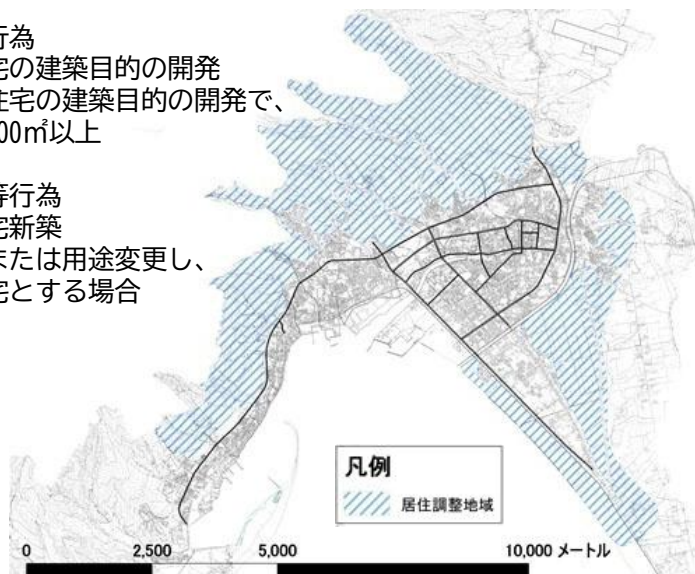 行為
宅の建築目的の開発
住宅の建築目的の開発で、
00㎡以上
等行為
宅新築
または用途変更し、
宅とする場合
凡例
居住調整地域
0 2,500 5,000 10,000 メートル